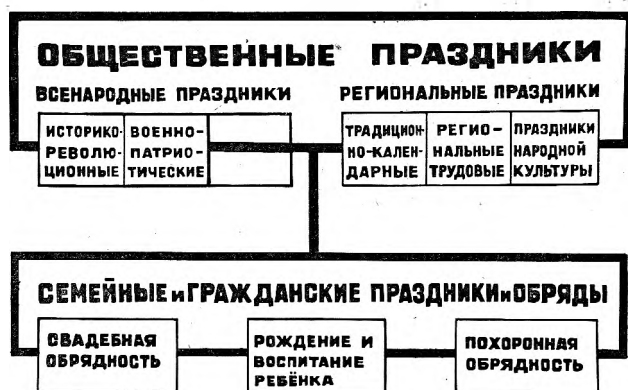 ОБЩЕСТВЕННЫЕ ПРАЗДНИКИ
ВСЕНАРОДНЫЕ ПРАЗДНИКИ
ИСТОРИКО-
РЕВОЛЮ-
ЦИОННЫЕ
ВОЕННО-
ПАТРИО-
ТИЧЕСКИЕ
РЕГИОНАЛЬНЫЕ ПРАЗДНИКИ
ТРАДИЦИОН-
НО-КАЛЕН-
ДАРНЫЕ
РЕГИО-
НАЛЬНЫЕ
ТРУДОВЫЕ
ПРАЗДНИКИ
НАРОДНОЙ
КУЛЬТУРЫ
СЕМЕЙНЫЕ и ГРАЖДАНСКИЕ ПРАЗДНИКИ и ОБРЯДЫ
СВАДЕБНАЯ
ОБРЯДНОСТЬ
РОЖДЕНИЕ И
ВОСПИТАНИЕ
РЕБЁНКА
ПОХОРОННАЯ
ОБРЯДНОСТЬ